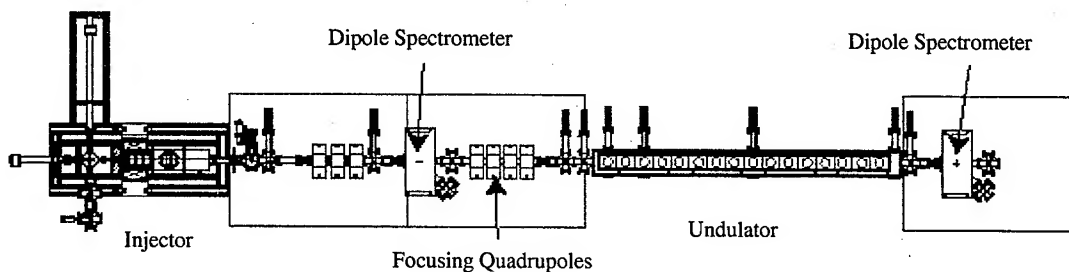 Dipole Spectrometer
Dipole Spectrometer
Injector
Undulator
Focusing Quadrupoles